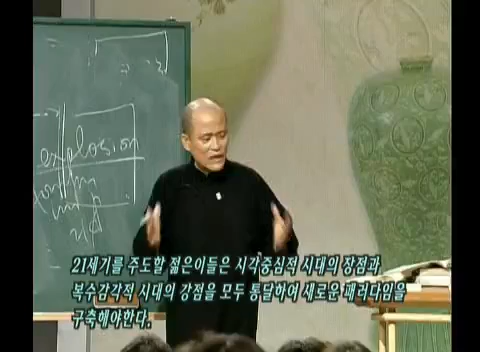 explosion
21세기를 주도할 젊은이들은 시각중심적 시대의 장점과
복수감각적 시대의 강점을 모두 통달하여 새로운 패러다임을
구축해야한다.